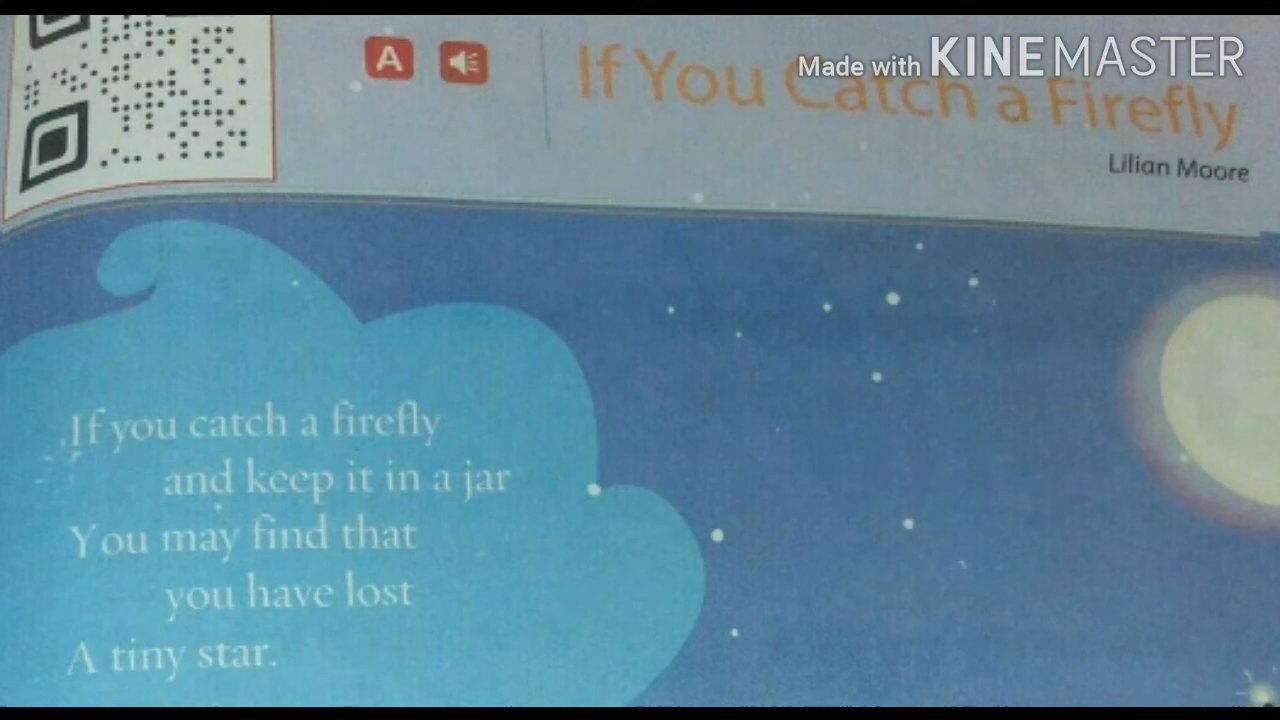 A
If You Catch a Firefly
Made with KINEMASTER
Lilian Moore
If you catch a firefly
and keep it in a jar
You may find that
you have lost
A tiny star.